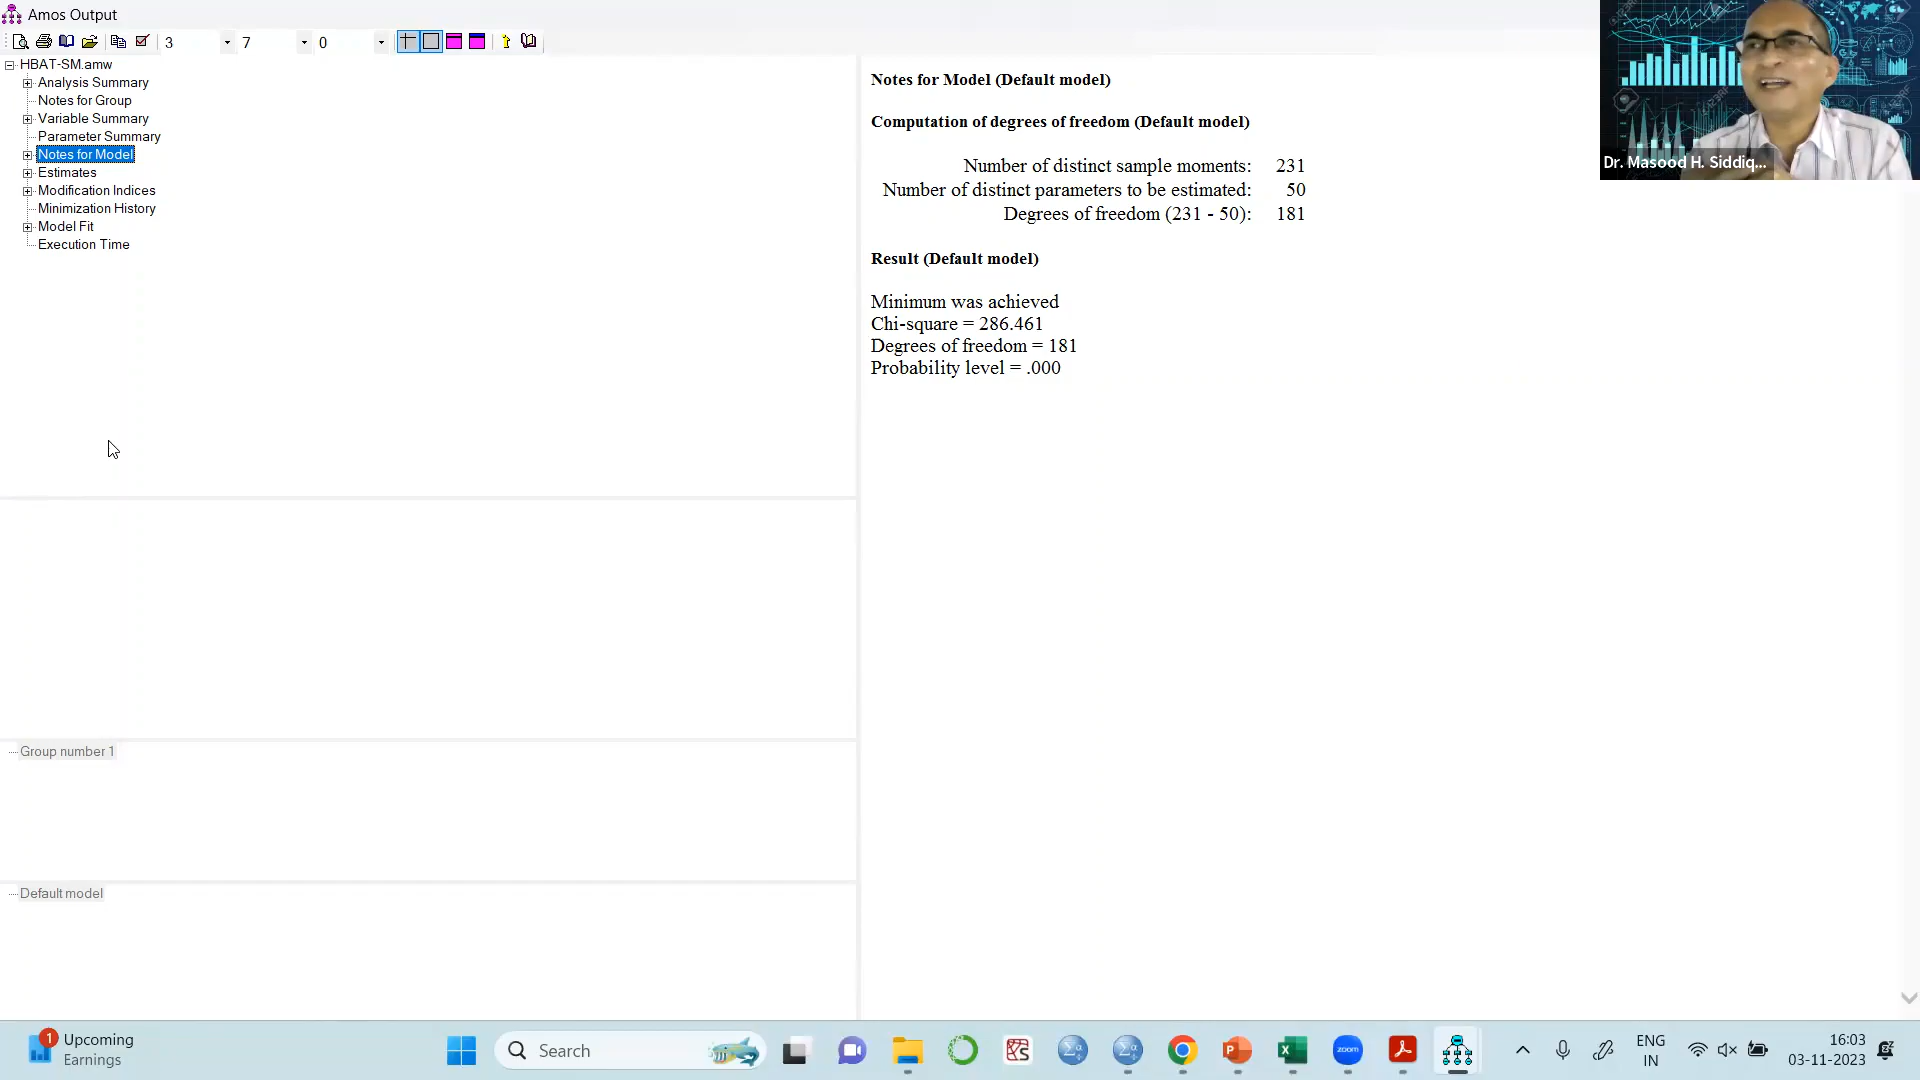 Amos Output
3 7 0
HBAT-SM.amw
Analysis Summary
Notes for Group
Variable Summary
Parameter Summary
Notes for Model
Estimates
Modification Indices
Minimization History
Model Fit
Execution Time
Group number 1
Default model
Notes for Model (Default model)
Computation of degrees of freedom (Default model)
Number of distinct sample moments: 231
Number of distinct parameters to be estimated: 50
Degrees of freedom (231 - 50): 181
Result (Default model)
Minimum was achieved
Chi-square = 286.461
Degrees of freedom = 181
Probability level = .000
Dr. Masood H. Siddiq...
1
Upcoming
Earnings
Search
zoom
ENG
IN
16:03
03-11-2023